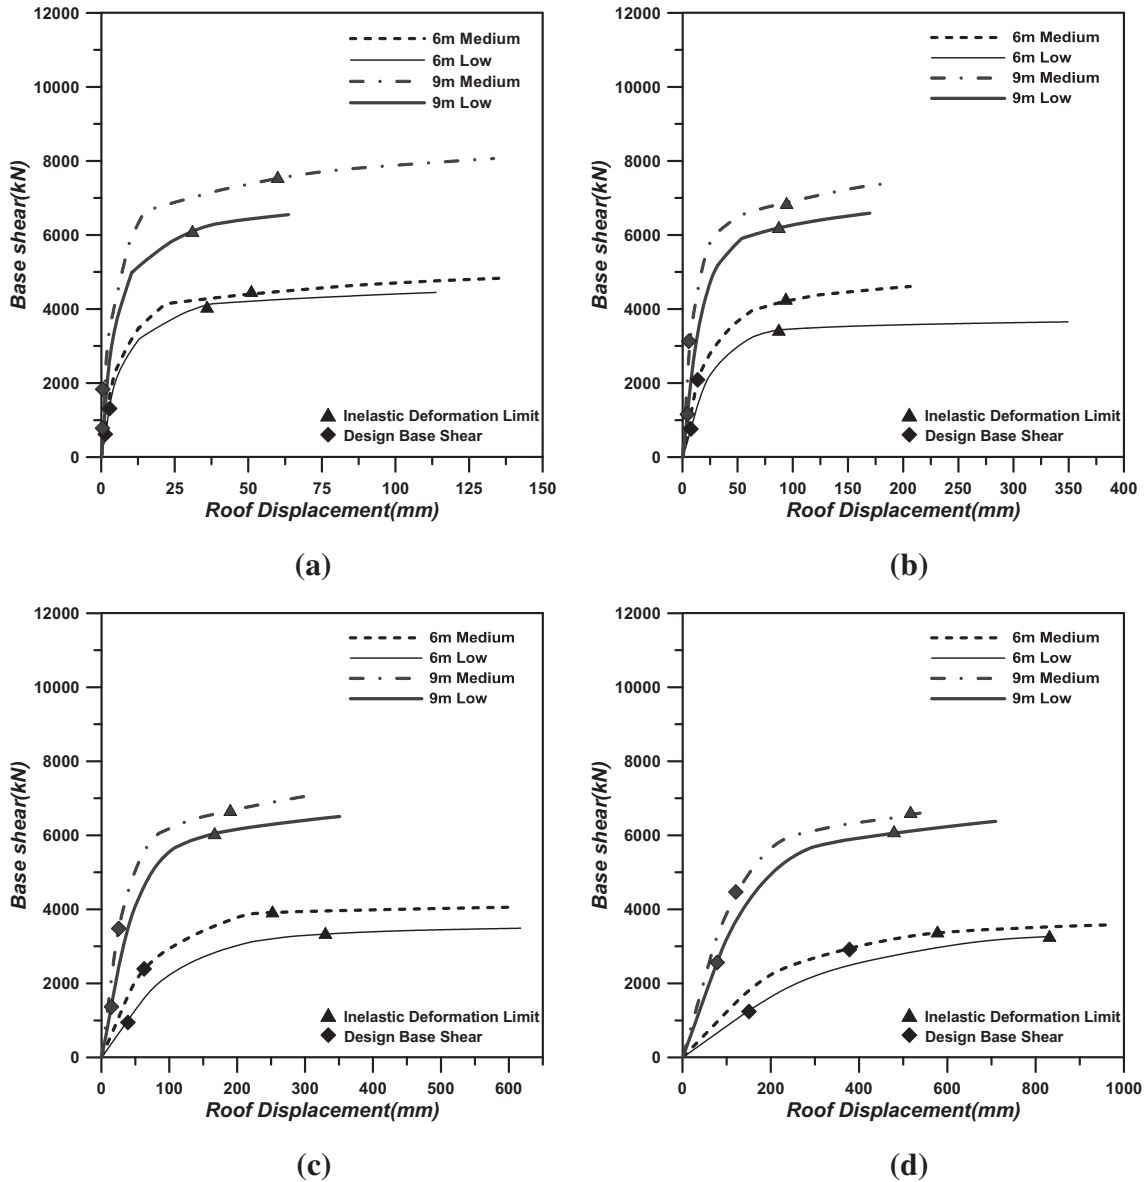 12000
10000
8000
6000
4000
2000
0
Base shear(kN)
6m Medium
6m Low
9m Medium
9m Low
Inelastic Deformation Limit
Design Base Shear
0 25 50 75 100 125 150
Roof Displacement(mm)
(a)
12000
10000
8000
6000
4000
2000
0
Base shear(kN)
6m Medium
6m Low
9m Medium
9m Low
Inelastic Deformation Limit
Design Base Shear
0 50 100 150 200 250 300 350 400
Roof Displacement(mm)
(b)
12000
10000
8000
6000
4000
2000
0
Base shear(kN)
6m Medium
6m Low
9m Medium
9m Low
Inelastic Deformation Limit
Design Base Shear
0 100 200 300 400 500 600
Roof Displacement(mm)
(c)
12000
10000
8000
6000
4000
2000
0
Base shear(kN)
6m Medium
6m Low
9m Medium
9m Low
Inelastic Deformation Limit
Design Base Shear
0 200 400 600 800 1000
Roof Displacement(mm)
(d)